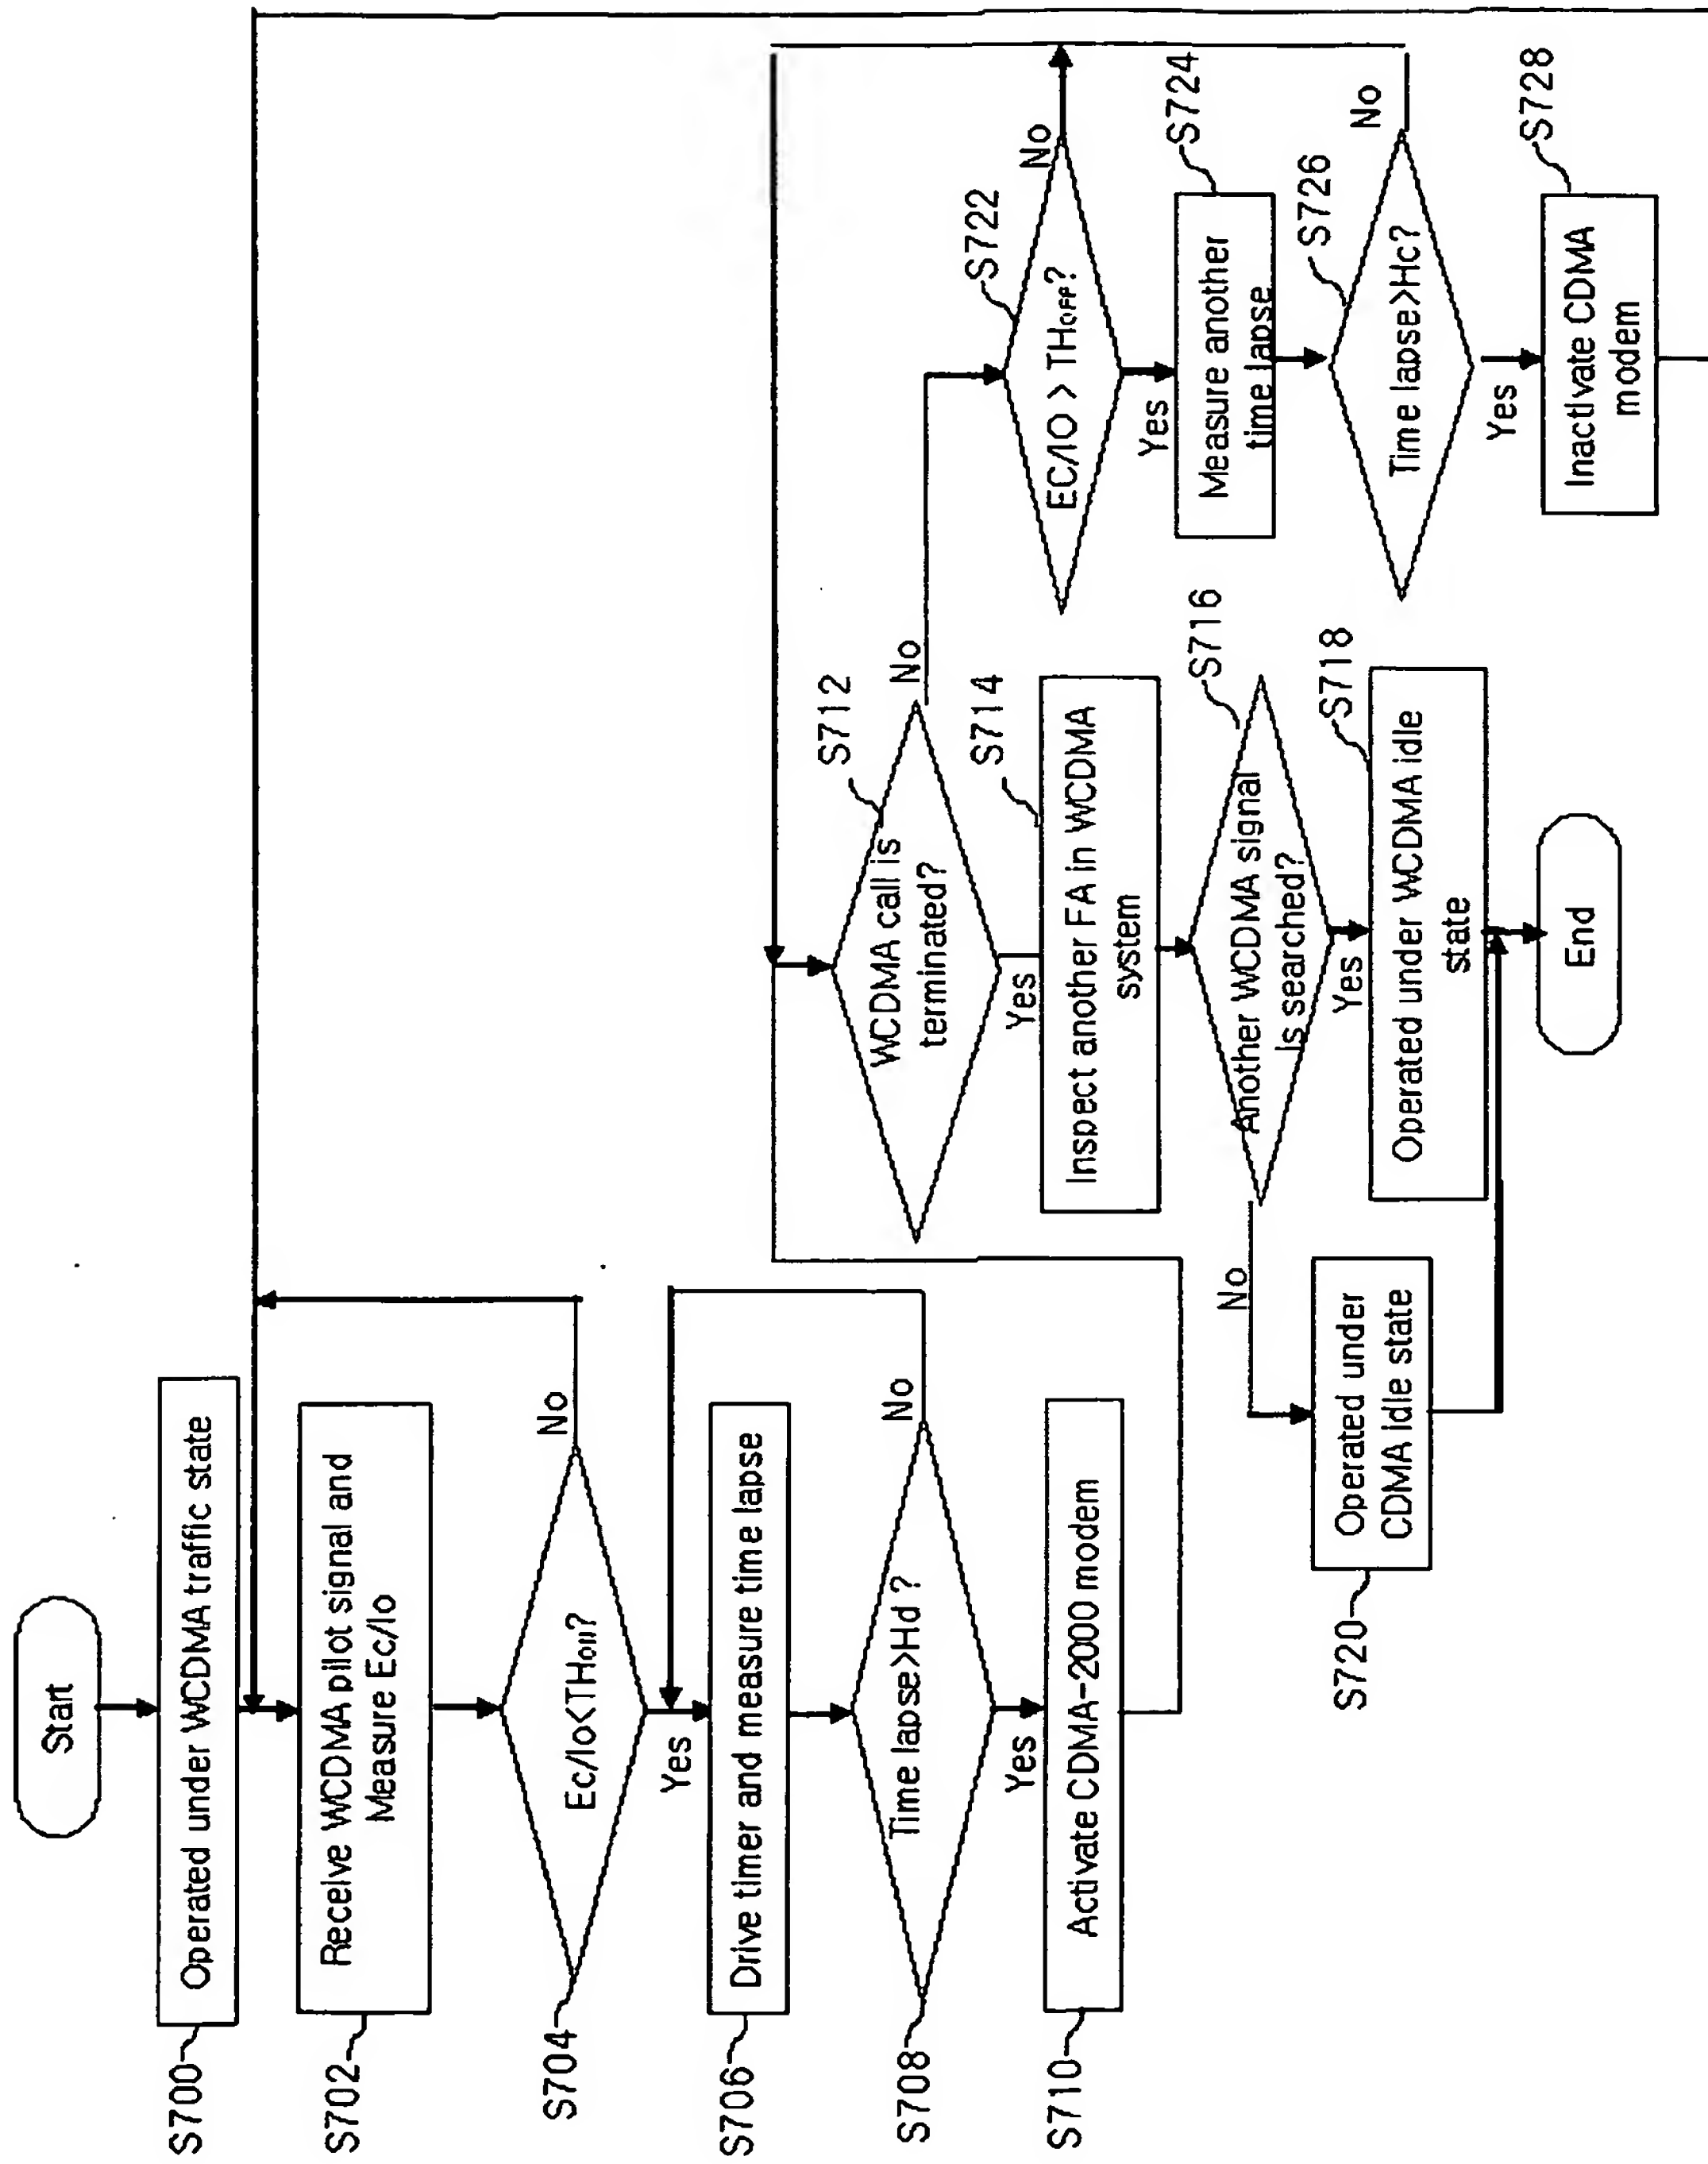 Start
S700
Operated under WCDMA traffic state
S702
Receive WCDMA pilot signal and
Measure Ec/Io
S704
Ec/Io<THon?
No
Yes
S706
Drive timer and measure time lapse
S708
Time lapse>Hd ?
No
Yes
S710
Activate CDMA-2000 modem
S712
WCDMA call is
terminated?
No
Yes
S714
Inspect another FA in WCDMA
system
S716
Another WCDMA signal
Is searched?
No
Yes
S718
Operated under WCDMA idle
state
S720
Operated under
CDMA idle state
End
S722
EC/IO > THOFF?
No
Yes
S724
Measure another
time lapse
S726
Time lapse>Hc?
No
Yes
S728
Inactivate CDMA
modem